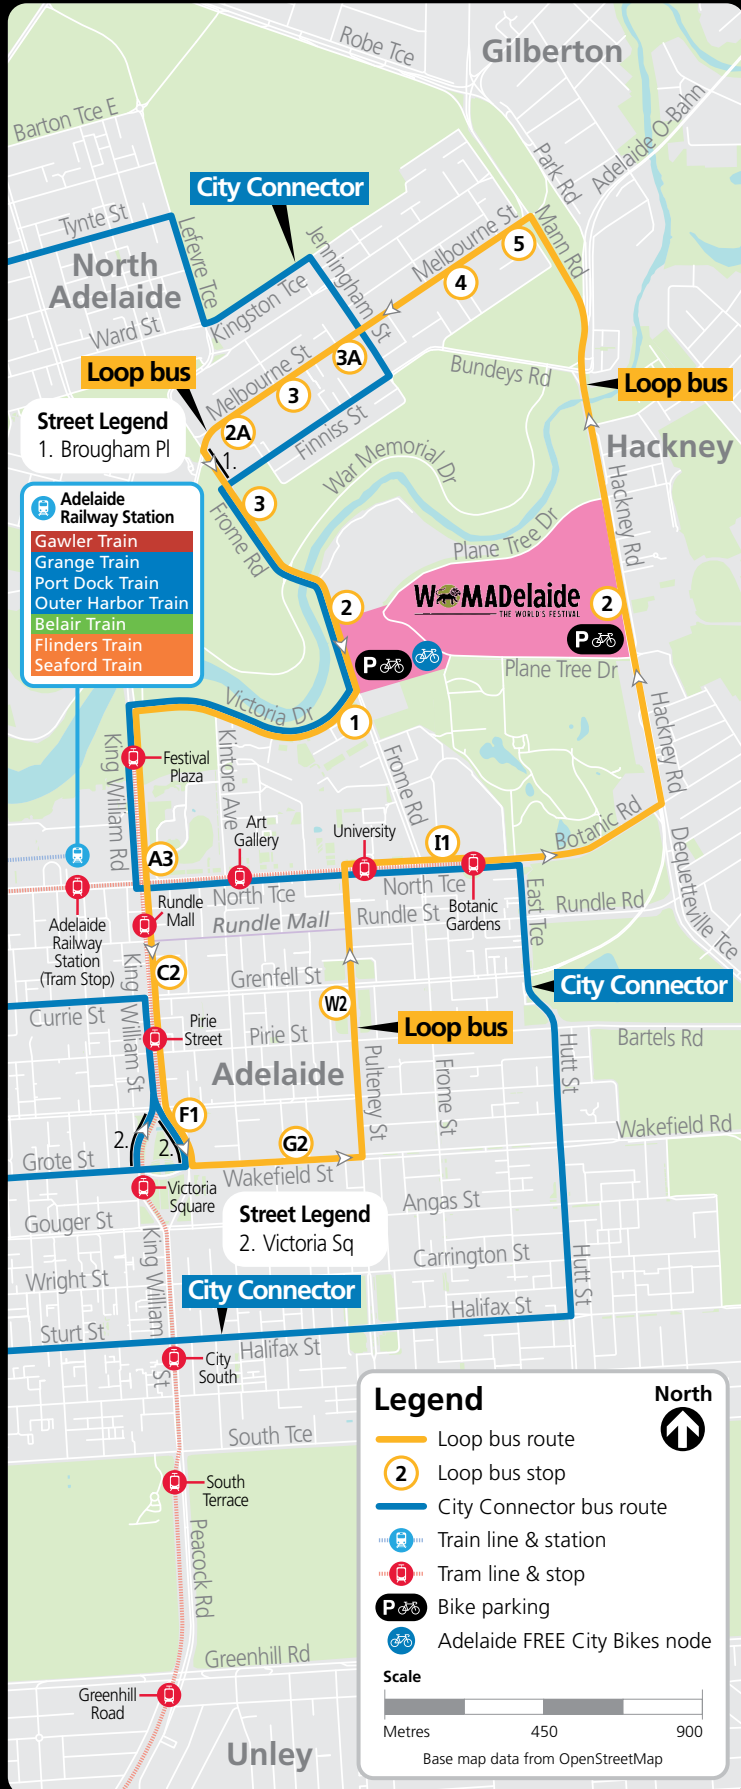 Robe Tce
Gilberton
Barton Tce E
Adelaide O-Bahn
Park Rd
City Connector
Tynte St
Lefevre Tce
Jenningham St
Melbourne St
Mann Rd
5
North
Adelaide
4
Kingston Tce
Ward St
3A
Loop bus
Melbourne St
Bundeys Rd
Loop bus
3
Street Legend
1. Brougham Pl
2A
1.
Finniss St
Hackney
War Memorial Dr
Adelaide
Railway Station
Gawler Train
Grange Train
Port Dock Train
Outer Harbor Train
Belair Train
Flinders Train
Seaford Train
3
Frome Rd
Hackney Rd
Plane Tree Dr
WOMADelaide
THE WORLD'S FESTIVAL
2
2
P
P
Plane Tree Dr
Victoria Dr
1
Hackney Rd
King William Rd
Festival
Plaza
Kintore Ave
Frome Rd
Art
Gallery
University
I1
Botanic Rd
A3
North Tce
North Tce
Dequetteville Tce
Adelaide
Railway
Station
(Tram Stop)
Rundle
Mall
Rundle Mall
Rundle St
Botanic
Gardens
East Tce
Rundle Rd
King William St
C2
Grenfell St
W2
City Connector
Currie St
Pirie
Street
Pirie St
Loop bus
Hutt St
Bartels Rd
Adelaide
Pulteney St
Frome St
F1
2.
2.
G2
Wakefield Rd
Grote St
Wakefield St
Victoria
Square
Street Legend
2. Victoria Sq
Angas St
Gouger St
King William St
Carrington St
Hutt St
Wright St
City Connector
Halifax St
Sturt St
Halifax St
City
South
South Tce
South
Terrace
Peacock Rd
Greenhill Rd
Greenhill
Road
Unley
Legend
North
Loop bus route
2
Loop bus stop
City Connector bus route
Train line & station
Tram line & stop
P
Bike parking
Adelaide FREE City Bikes node
Scale
Metres 450 900
Base map data from OpenStreetMap